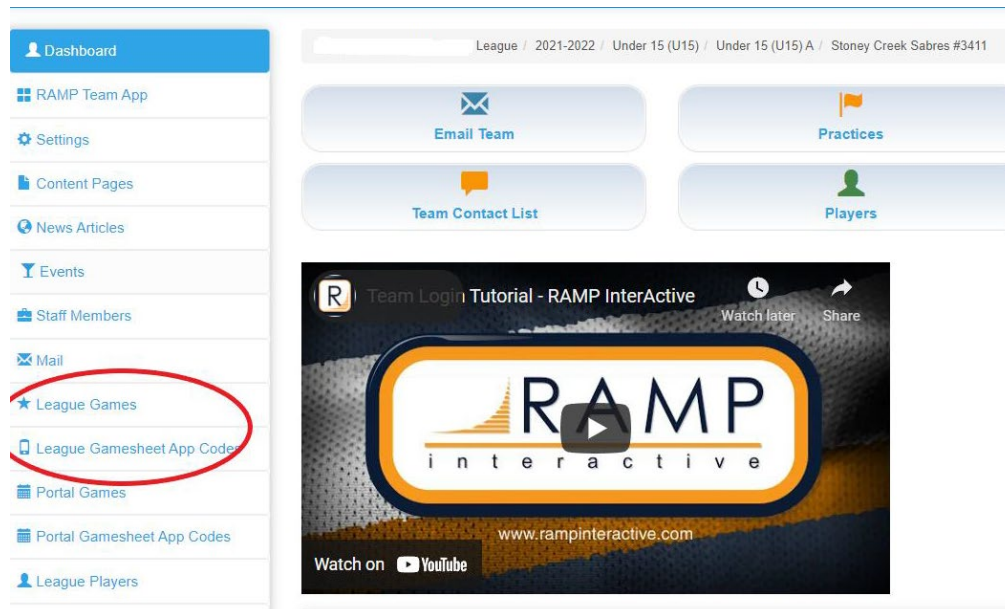 Dashboard
RAMP Team App
Settings
Content Pages
News Articles
Events
Staff Members
Mail
League Games
League Gamesheet App Codes
Portal Games
Portal Gamesheet App Codes
League Players
League / 2021-2022 / Under 15 (U15) / Under 15 (U15) A / Stoney Creek Sabres #3411
Email Team
Practices
Team Contact List
Players
R Team Login Tutorial - RAMP InterActive
Watch later
Share
RAMP
interactive
www.rampinteractive.com
Watch on YouTube